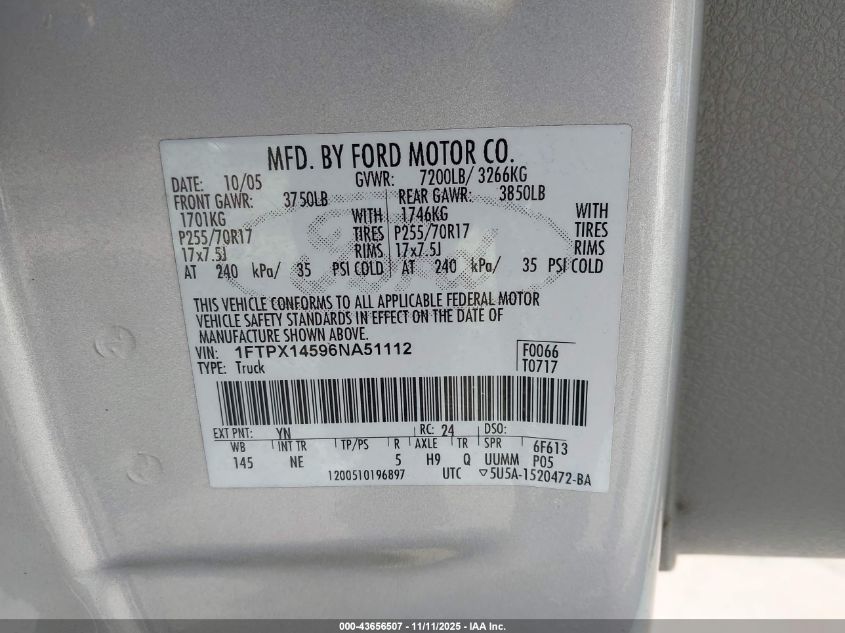 MFD. BY FORD MOTOR CO.
DATE: 10/05 GVWR: 7200LB/ 3266KG
FRONT GAWR: 3750LB REAR GAWR: 3850LB
1701KG WITH 1746KG WITH
P255/70R17 TIRES P255/70R17 TIRES
17x7.5J RIMS 17x7.5J RIMS
AT 240 kPa/ 35 PSI COLD AT 240 kPa/ 35 PSI COLD
THIS VEHICLE CONFORMS TO ALL APPLICABLE FEDERAL MOTOR
VEHICLE SAFETY STANDARDS IN EFFECT ON THE DATE OF
MANUFACTURE SHOWN ABOVE.
VIN: 1FTPX14596NA51112 F0066
TYPE: Truck T0717
EXT PNT: YN RC: 24 DSO:
WB INT TR TP/PS R AXLE TR SPR 6F613
145 NE 5 H9 Q UUMM P05
1200510196897 UTC ▽5U5A-1520472-BA
000-43656507 - 11/11/2025 - IAA Inc.